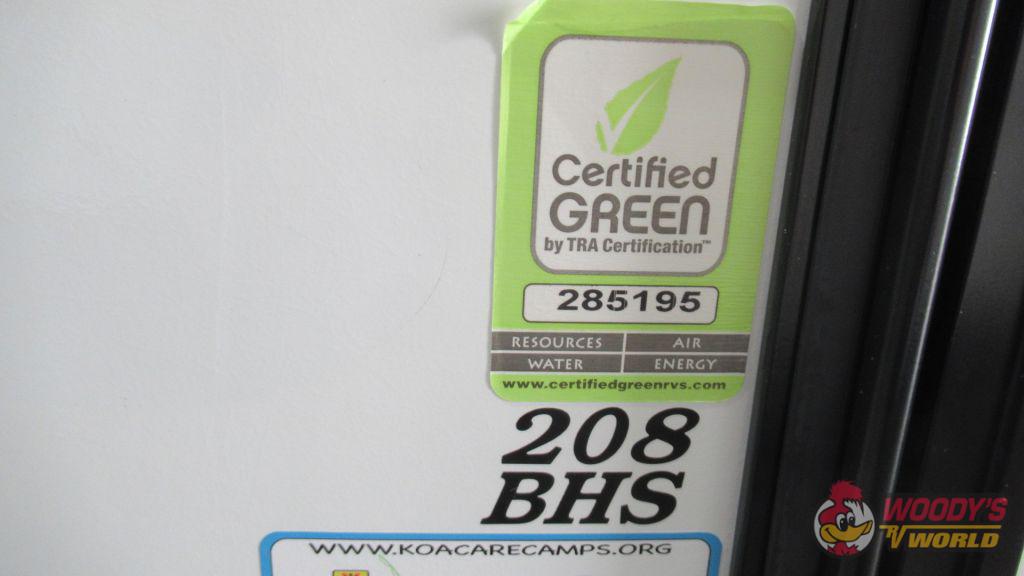 Certified
GREEN
by TRA Certification™
285195
RESOURCES AIR
WATER ENERGY
www.certifiedgreenrvs.com
208
BHS
WWW.KOACARECAMPS.ORG
WOODY'S
RV WORLD